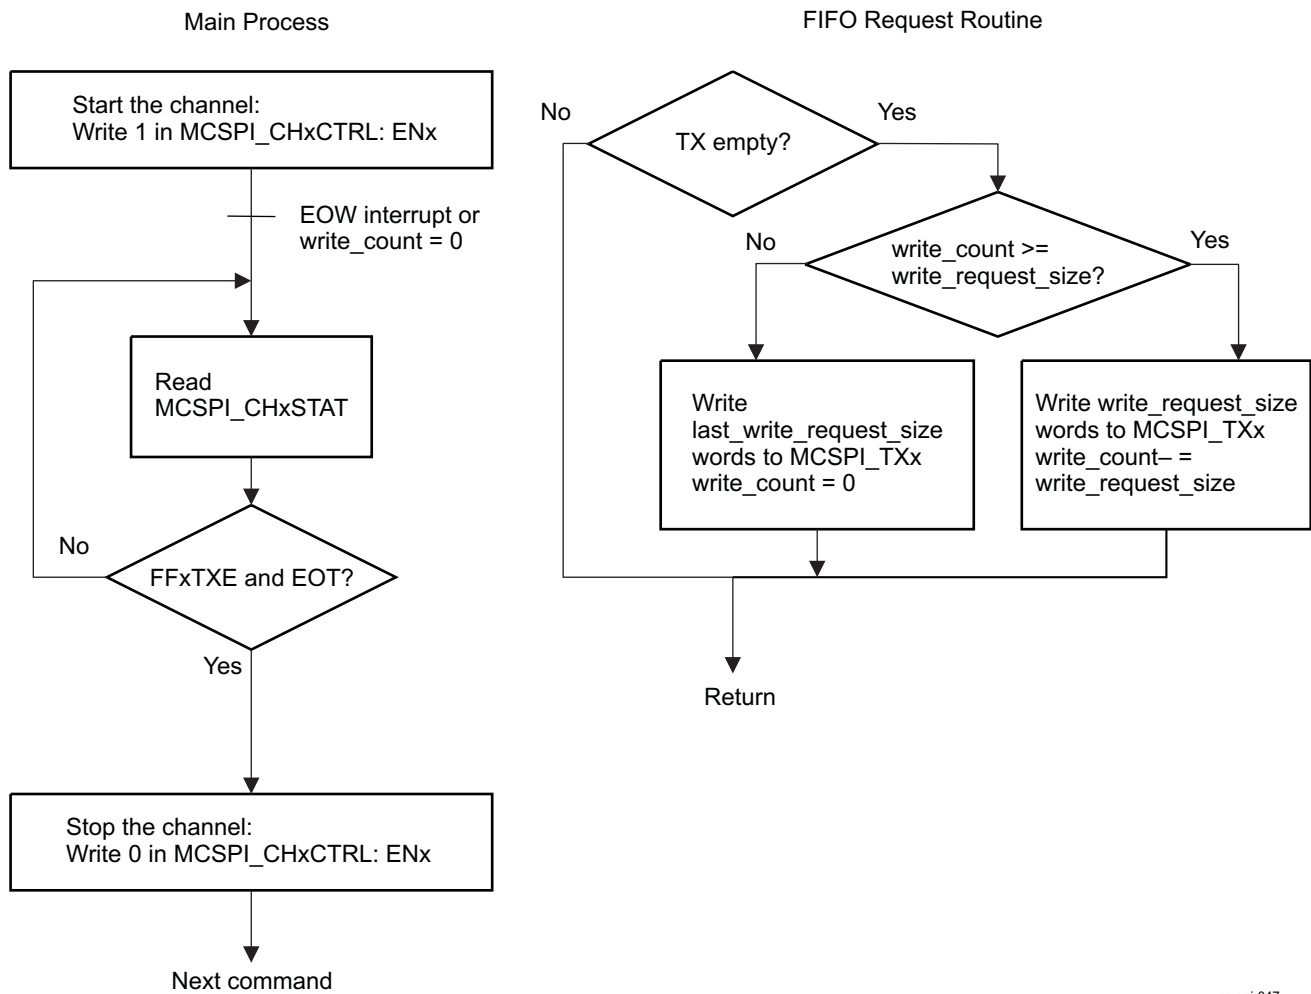 Main Process
Start the channel:
Write 1 in MCSPI_CHxCTRL: ENx
EOW interrupt or
write_count = 0
Read
MCSPI_CHxSTAT
No
FFxTXE and EOT?
Yes
Stop the channel:
Write 0 in MCSPI_CHxCTRL: ENx
Next command
FIFO Request Routine
No
TX empty?
Yes
No
write_count >=
write_request_size?
Yes
Write
last_write_request_size
words to MCSPI_TXx
write_count = 0
Write write_request_size
words to MCSPI_TXx
write_count– =
write_request_size
Return